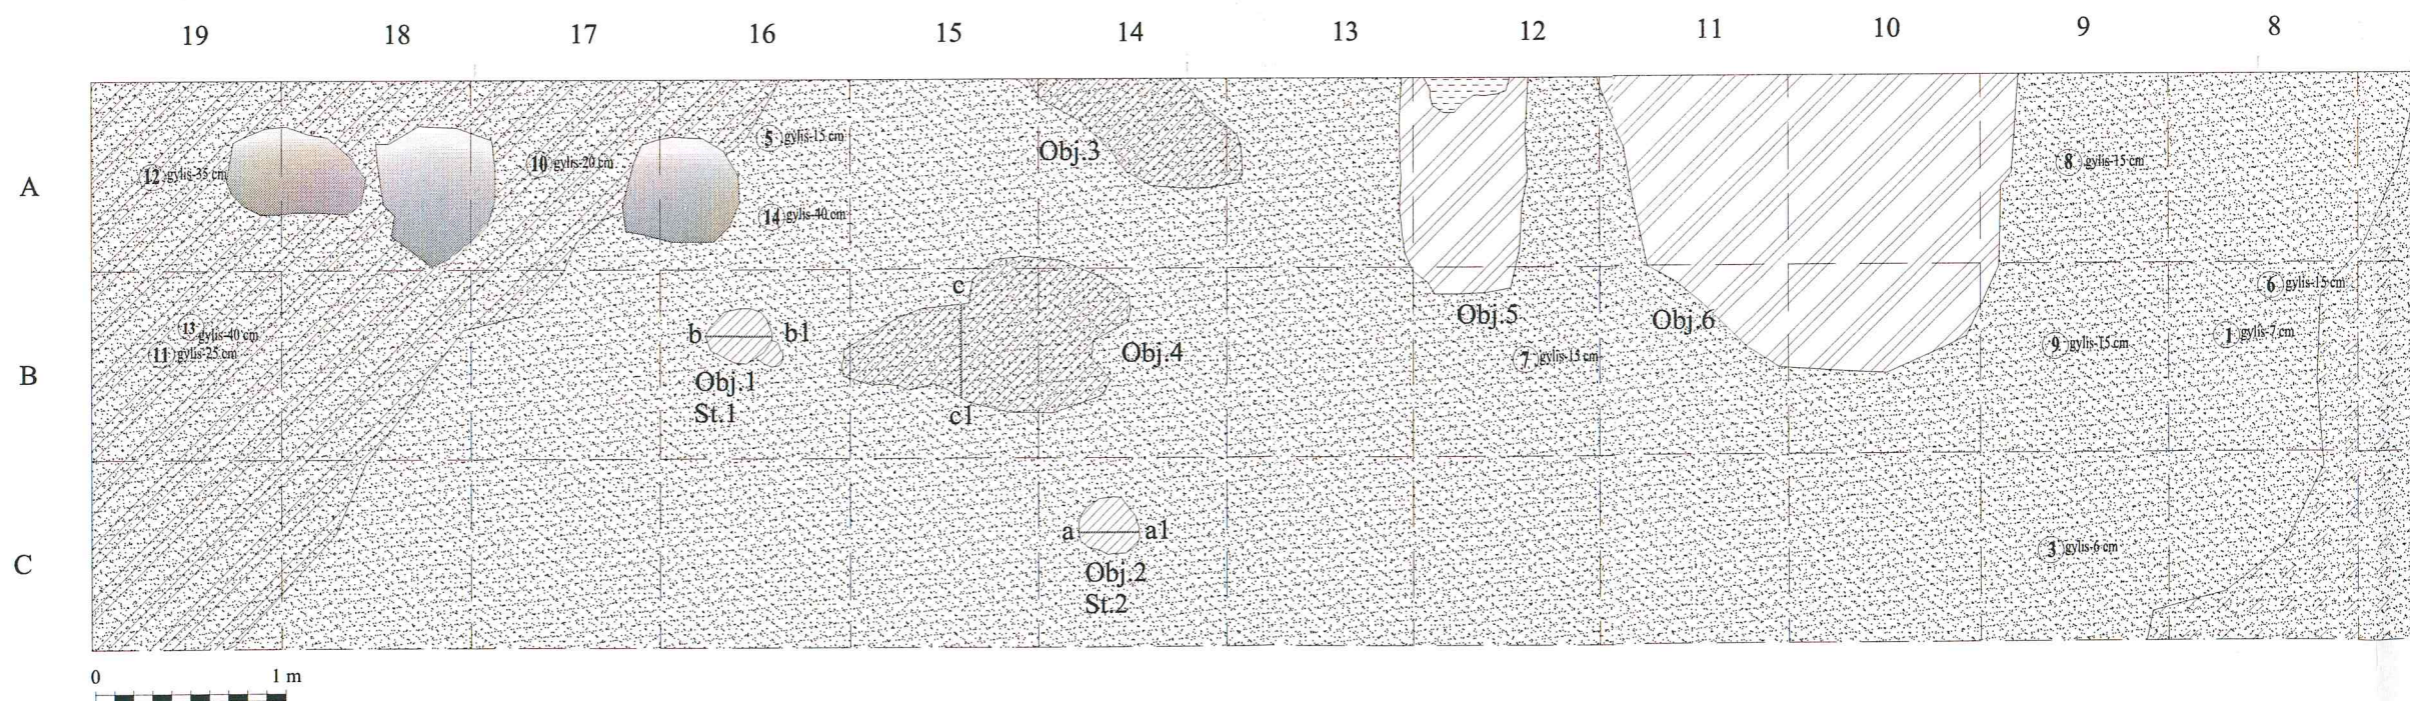 19 18 17 16 15 14 13 12 11 10 9 8
A
12 gylis-35 cm
10 gylis-20 cm
5 gylis-15 cm
14 gylis-40 cm
Obj.3
8 gylis-15 cm
B
13 gylis-40 cm
11 gylis-25 cm
b b1
Obj.1
St.1
c
c1
Obj.4
Obj.5
7 gylis-15 cm
Obj.6
9 gylis-15 cm
6 gylis-15 cm
1 gylis-7 cm
C
a a1
Obj.2
St.2
3 gylis-6 cm
0 1 m